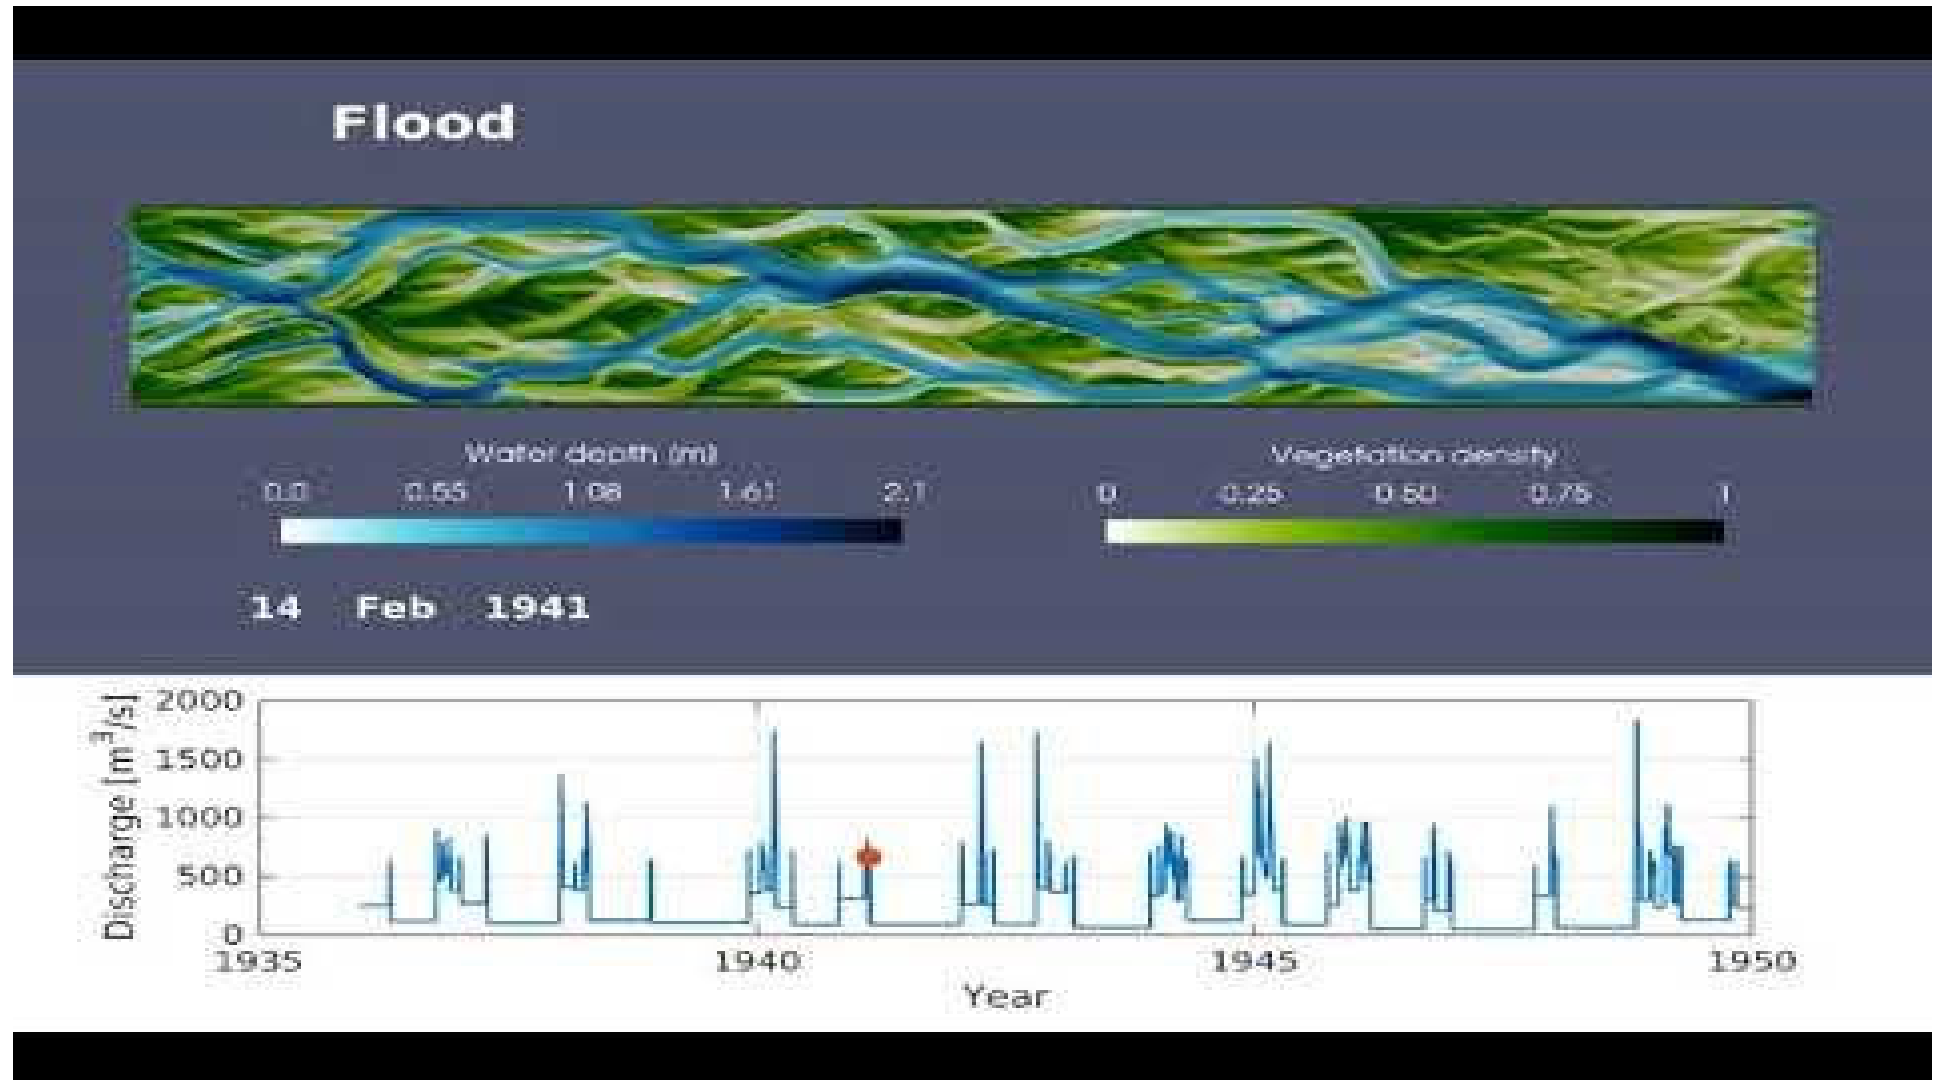 Flood
Water depth (m)
0.0 0.55 1.08 1.61 2.1
Vegetation density
0 0.25 0.50 0.75 1
14 Feb 1941
Discharge [m³/s]
2000
1500
1000
500
0
1935 1940 1945 1950
Year